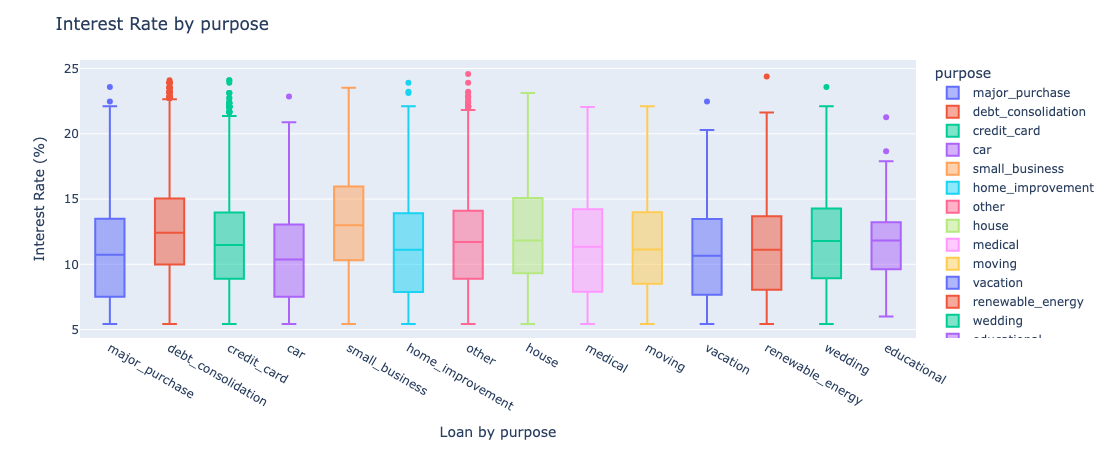 Interest Rate by purpose
Interest Rate (%)
25
20
15
10
5
major_purchase
debt_consolidation
credit_card
car
small_business
home_improvement
other
house
medical
moving
vacation
renewable_energy
wedding
educational
Loan by purpose
purpose
major_purchase
debt_consolidation
credit_card
car
small_business
home_improvement
other
house
medical
moving
vacation
renewable_energy
wedding
educational